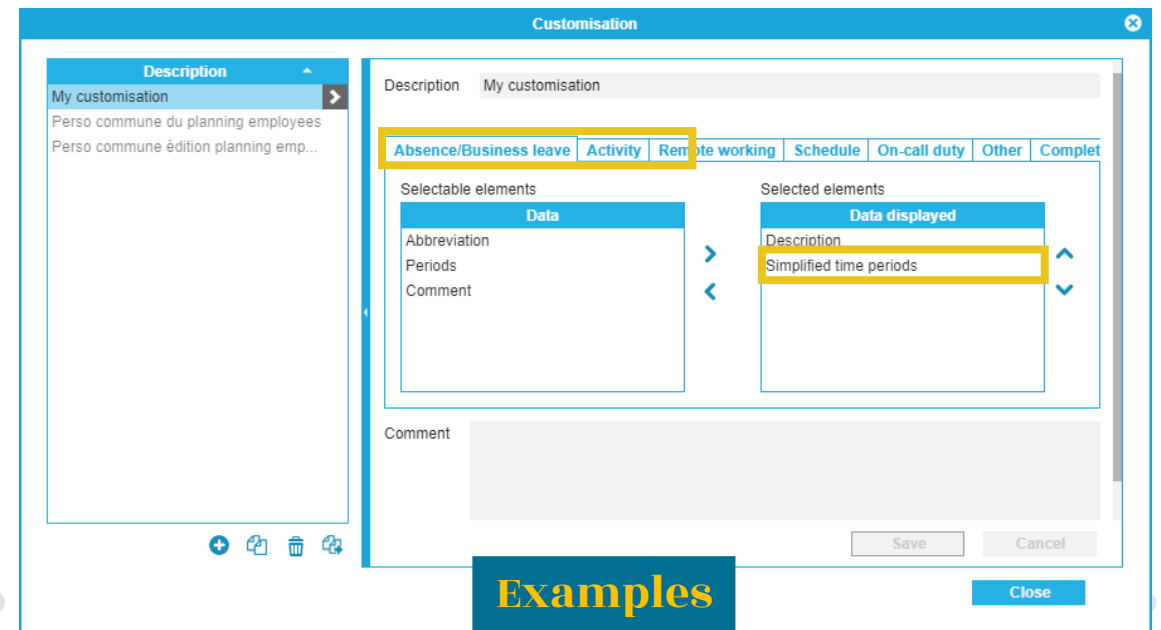 Customisation
Description
My customisation
Perso commune du planning employees
Perso commune édition planning emp...
Description My customisation
Absence/Business leave Activity Remote working Schedule On-call duty Other Complet
Selectable elements
Data
Abbreviation
Periods
Comment
Selected elements
Data displayed
Description
Simplified time periods
Comment
Save Cancel
Examples
Close